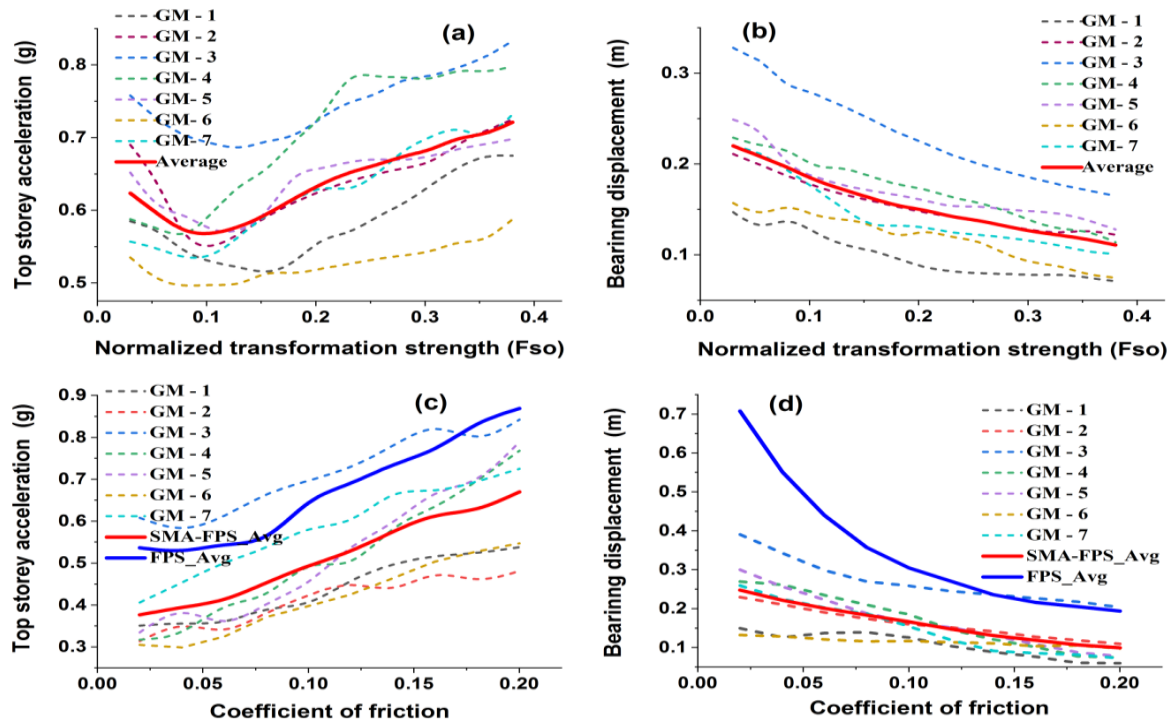 (a)
GM - 1
GM - 2
GM - 3
GM - 4
GM- 5
GM - 6
GM- 7
Average
Top storey acceleration (g)
0.8
0.7
0.6
0.5
0.0
0.1
0.2
0.3
0.4
Normalized transformation strength (Fso)
(b)
GM - 1
GM - 2
GM- 3
GM - 4
GM - 5
GM - 6
GM- 7
Average
Bearinng displacement (m)
0.3
0.2
0.1
0.0
0.1
0.2
0.3
0.4
Normalized transformation strength (Fso)
(c)
GM - 1
GM - 2
GM - 3
GM - 4
GM - 5
GM - 6
GM - 7
SMA-FPS_Avg
FPS_Avg
Top storey acceleration (g)
0.9
0.8
0.7
0.6
0.5
0.4
0.3
0.00
0.05
0.10
0.15
0.20
Coefficient of friction
(d)
GM - 1
GM - 2
GM - 3
GM - 4
GM - 5
GM - 6
GM - 7
SMA-FPS_Avg
FPS_Avg
Bearinng displacement (m)
0.7
0.6
0.5
0.4
0.3
0.2
0.1
0.00
0.05
0.10
0.15
0.20
Coefficient of friction